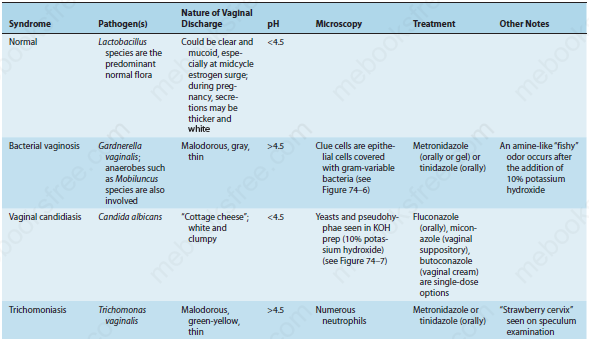 Syndrome Pathogen(s) Nature of Vaginal Discharge pH Microscopy Treatment Other Notes
Normal
Lactobacillus
species are the
predominant
normal flora
Could be clear and
mucoid, espe-
cially at midcycle
estrogen surge;
during preg-
nancy, secre-
tions may be
thicker and
white
<4.5
Bacterial vaginosis
Gardnerella
vaginalis;
anaerobes such
as Mobiluncus
species are also
involved
Malodorous, gray,
thin
>4.5
Clue cells are epithe-
lial cells covered
with gram-variable
bacteria (see
Figure 74–6)
Metronidazole
(orally or gel) or
tinidazole (orally)
An amine-like "fishy"
odor occurs after
the addition of
10% potassium
hydroxide
Vaginal candidiasis
Candida albicans
"Cottage cheese";
white and
clumpy
<4.5
Yeasts and pseudohy-
phae seen in KOH
prep (10% potas-
sium hydroxide)
(see Figure 74–7)
Fluconazole
(orally), micon-
azole (vaginal
suppository),
butoconazole
(vaginal cream)
are single-dose
options
Trichomoniasis
Trichomonas
vaginalis
Malodorous,
green-yellow,
thin
>4.5
Numerous
neutrophils
Metronidazole or
tinidazole (orally)
"Strawberry cervix"
seen on speculum
examination
mebooksfree.com